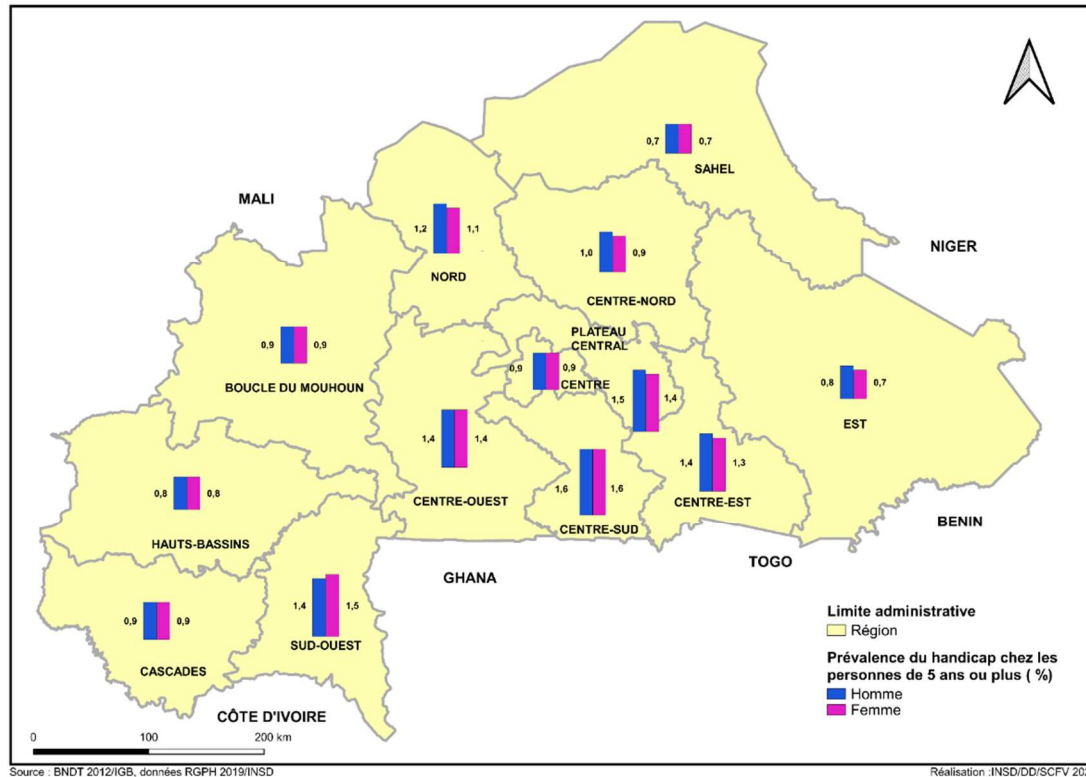 SAHEL
0,7 0,7
MALI
NIGER
NORD
1,2 1,1
CENTRE-NORD
1,0 0,9
PLATEAU
CENTRAL
1,5 1,4
BOUCLE DU MOUHOUN
0,9 0,9
CENTRE
0,9 0,9
EST
0,8 0,7
CENTRE-OUEST
1,4 1,4
CENTRE-EST
1,4 1,3
CENTRE-SUD
1,6 1,6
HAUTS-BASSINS
0,8 0,8
BENIN
TOGO
GHANA
SUD-OUEST
1,4 1,5
CASCADES
0,9 0,9
CÔTE D'IVOIRE
Limite administrative
Région
Prévalence du handicap chez les
personnes de 5 ans ou plus ( %)
Homme
Femme
0 100 200 km
Source : BNDT 2012/IGB, données RGPH 2019/INSD
Réalisation :INSD/DD/SCFV